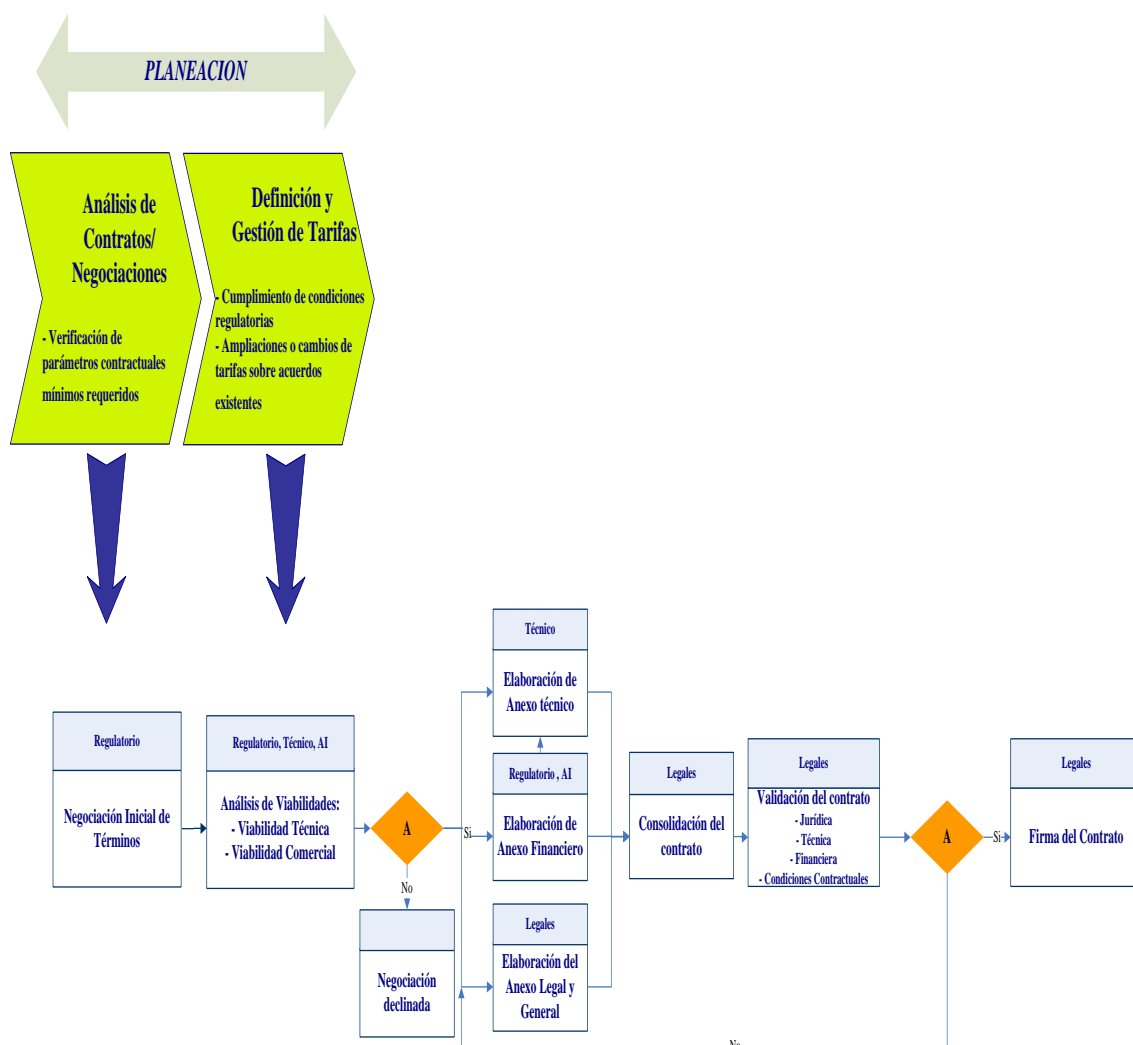 PLANEACION
Análisis de
Contratos/
Negociaciones
- Verificación de
parámetros contractuales
mínimos requeridos
Definición y
Gestión de Tarifas
- Cumplimiento de condiciones
regulatorias
- Ampliaciones o cambios de
tarifas sobre acuerdos
existentes
Regulatorio
Negociación Inicial de
Términos
Regulatorio, Técnico, AI
Análisis de Viabilidades:
- Viabilidad Técnica
- Viabilidad Comercial
A
Si
No
Negociación
declinada
Técnico
Elaboración de
Anexo técnico
Regulatorio , AI
Elaboración de
Anexo Financiero
Legales
Elaboración del
Anexo Legal y
General
Legales
Consolidación del
contrato
Legales
Validación del contrato
- Jurídica
- Técnica
- Financiera
- Condiciones Contractuales
A
Si
No
Legales
Firma del Contrato